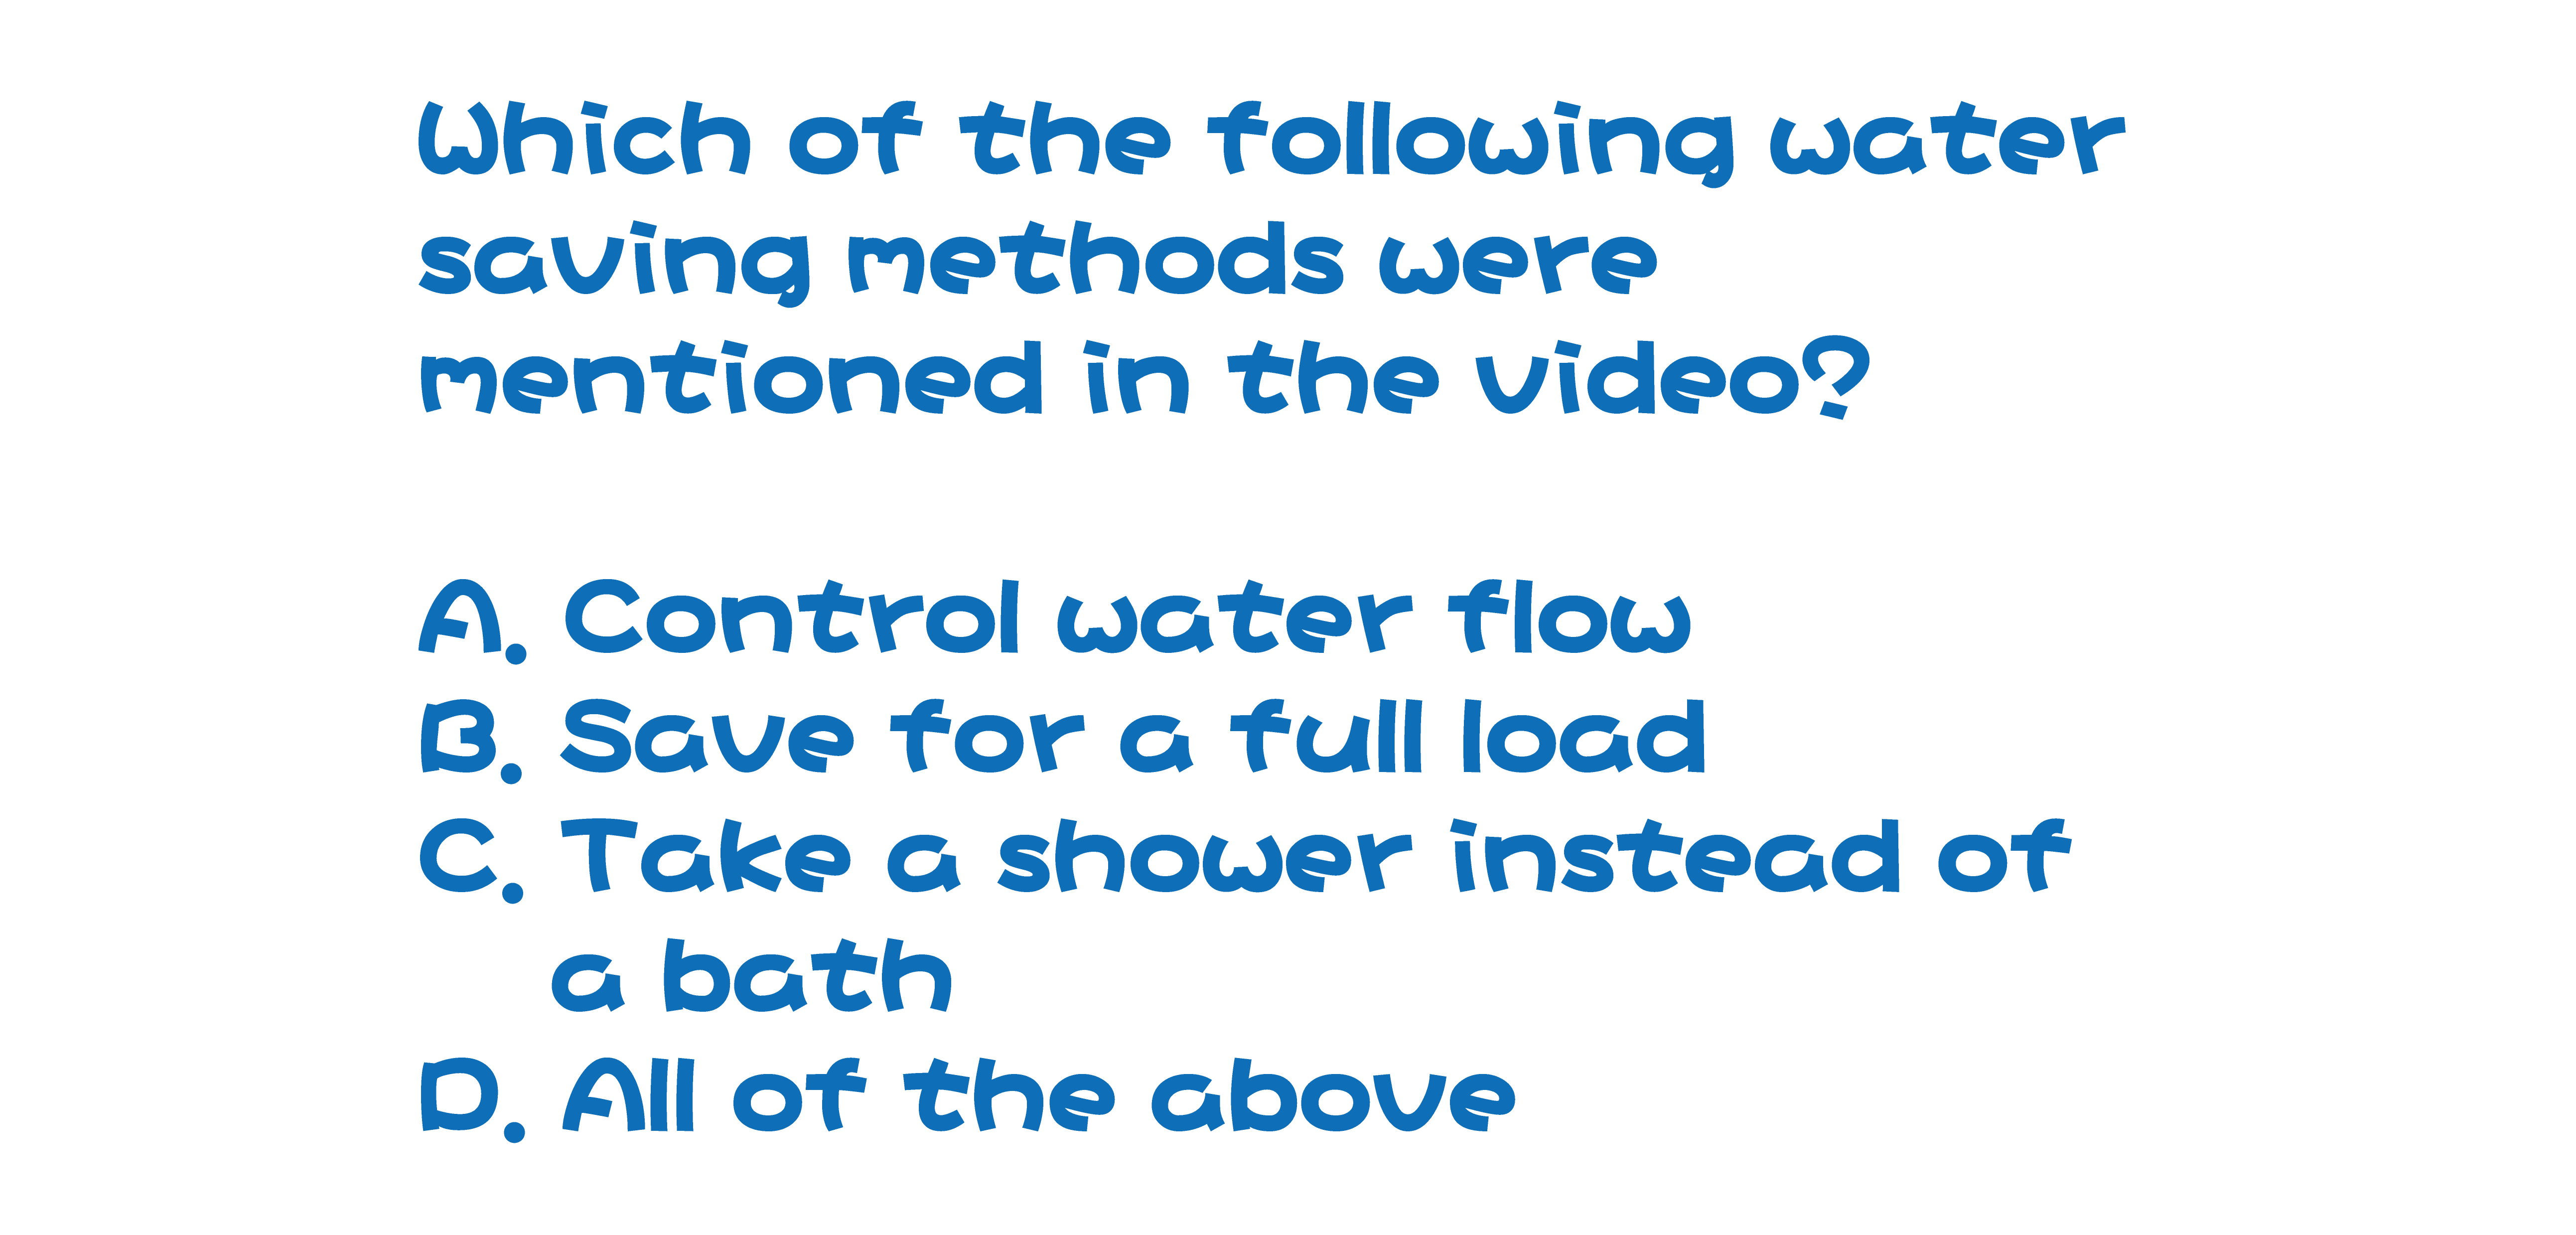 Which of the following water
saving methods were
mentioned in the video?
A. Control water flow
B. Save for a full load
C. Take a shower instead of
a bath
D. All of the above